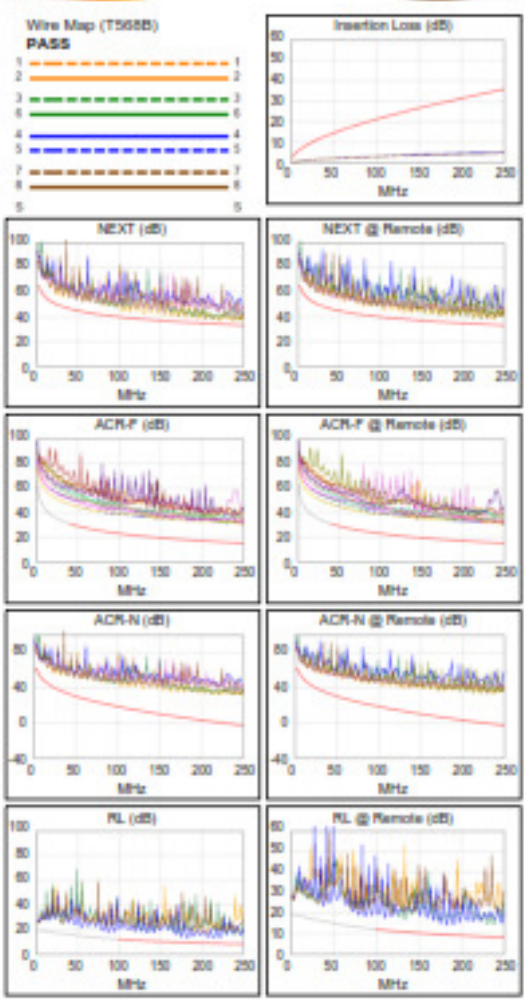 Wire Map (T568B)
PASS
1 1
2 2
3 3
6 6
4 4
5 5
7 7
8 8
S S
Insertion Loss (dB)
60
50
40
30
20
10
0
0 50 100 150 200 250
MHz
NEXT (dB)
100
80
60
40
20
0
0 50 100 150 200 250
MHz
NEXT @ Remote (dB)
100
80
60
40
20
0
0 50 100 150 200 250
MHz
ACR-F (dB)
100
80
60
40
20
0
0 50 100 150 200 250
MHz
ACR-F @ Remote (dB)
100
80
60
40
20
0
0 50 100 150 200 250
MHz
ACR-N (dB)
80
40
0
-40
0 50 100 150 200 250
MHz
ACR-N @ Remote (dB)
80
40
0
-40
0 50 100 150 200 250
MHz
RL (dB)
100
80
60
40
20
0
0 50 100 150 200 250
MHz
RL @ Remote (dB)
60
50
40
30
20
10
0
0 50 100 150 200 250
MHz